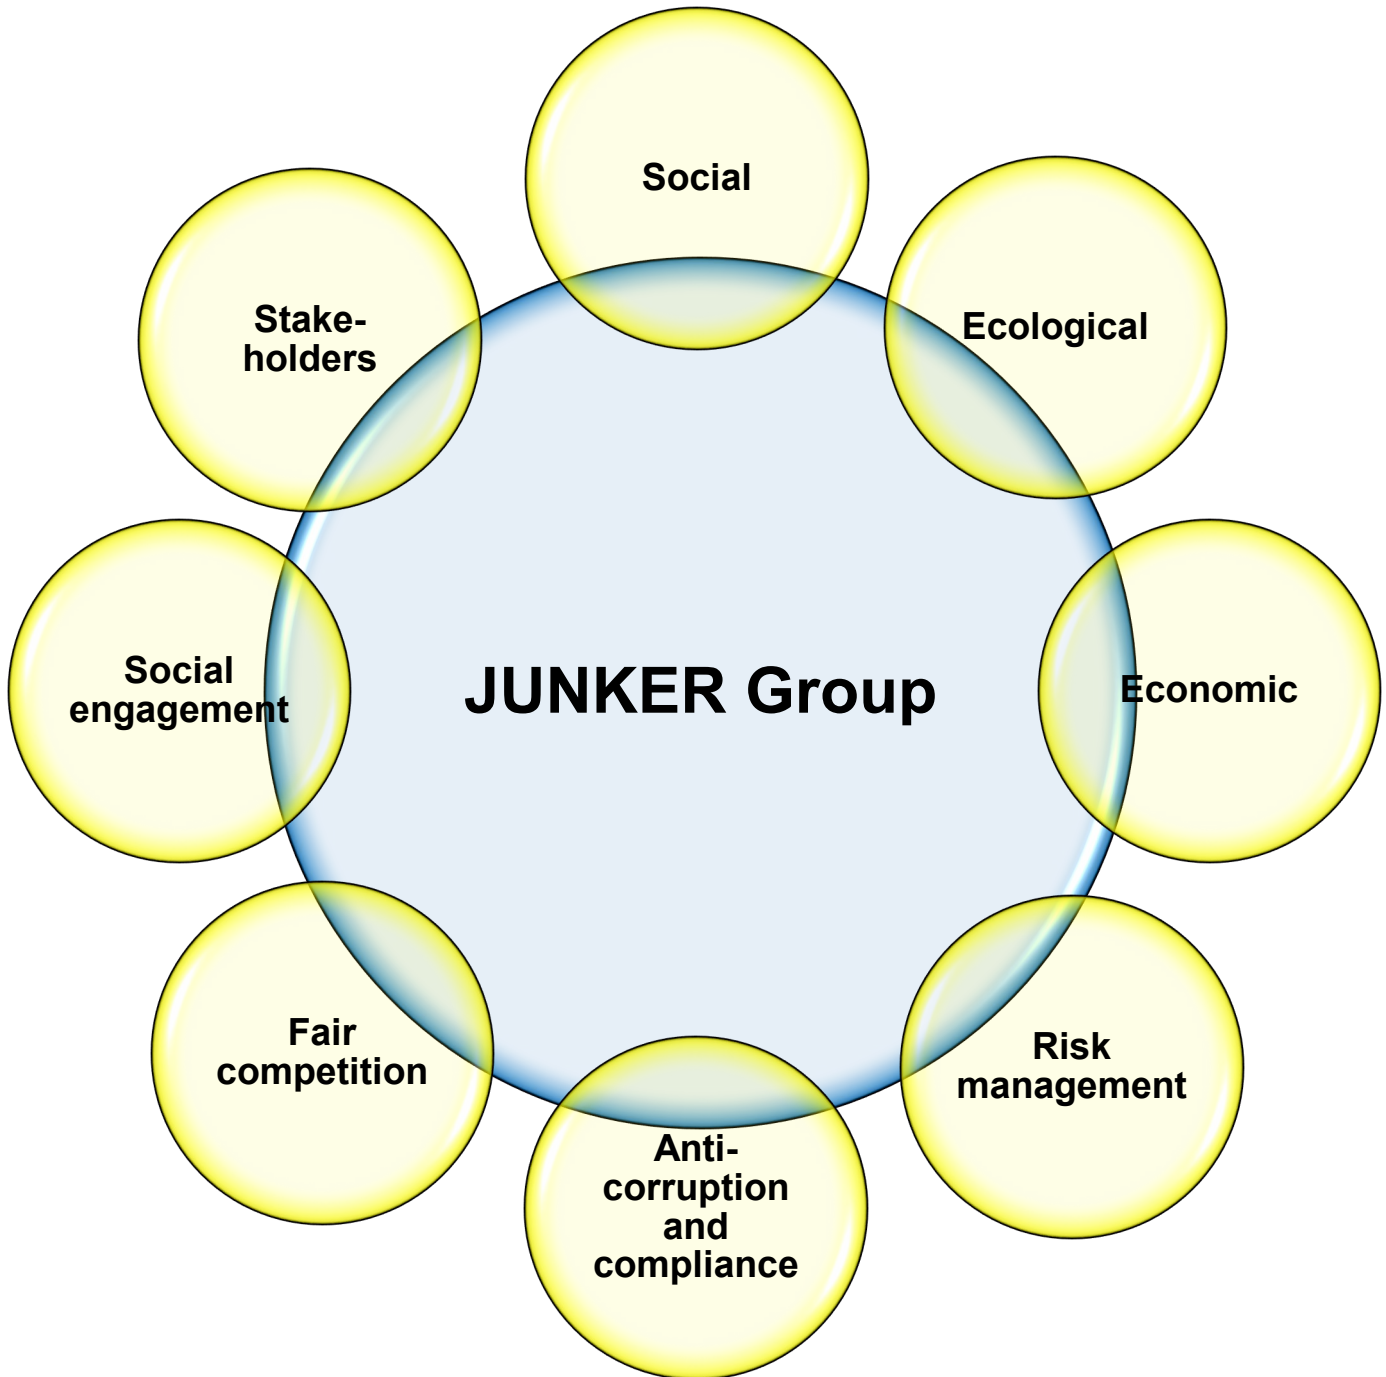 Social
Ecological
Stake-
holders
Social
engagement
JUNKER Group
Economic
Fair
competition
Risk
management
Anti-
corruption
and
compliance